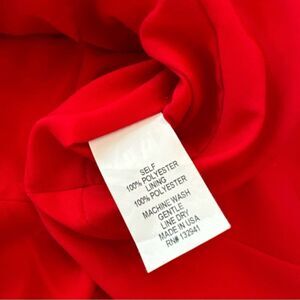 SELF
100% POLYESTER
LINING
100% POLYESTER
MACHINE WASH
GENTLE
LINE DRY
MADE IN USA
RN# 132941